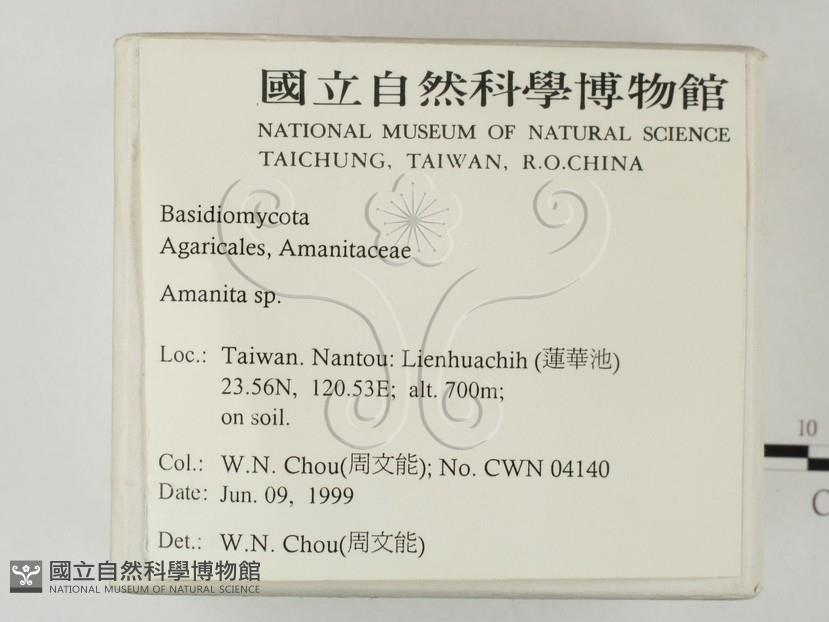 國立自然科學博物館
NATIONAL MUSEUM OF NATURAL SCIENCE
TAICHUNG, TAIWAN, R.O.CHINA
Basidiomycota
Agaricales, Amanitaceae
Amanita sp.
Loc.: Taiwan. Nantou: Lienhuachih (蓮華池)
23.56N, 120.53E; alt. 700m;
on soil.
Col.: W.N. Chou(周文能); No. CWN 04140
Date: Jun. 09, 1999
Det.: W.N. Chou(周文能)
10
C
國立自然科學博物館
NATIONAL MUSEUM OF NATURAL SCIENCE